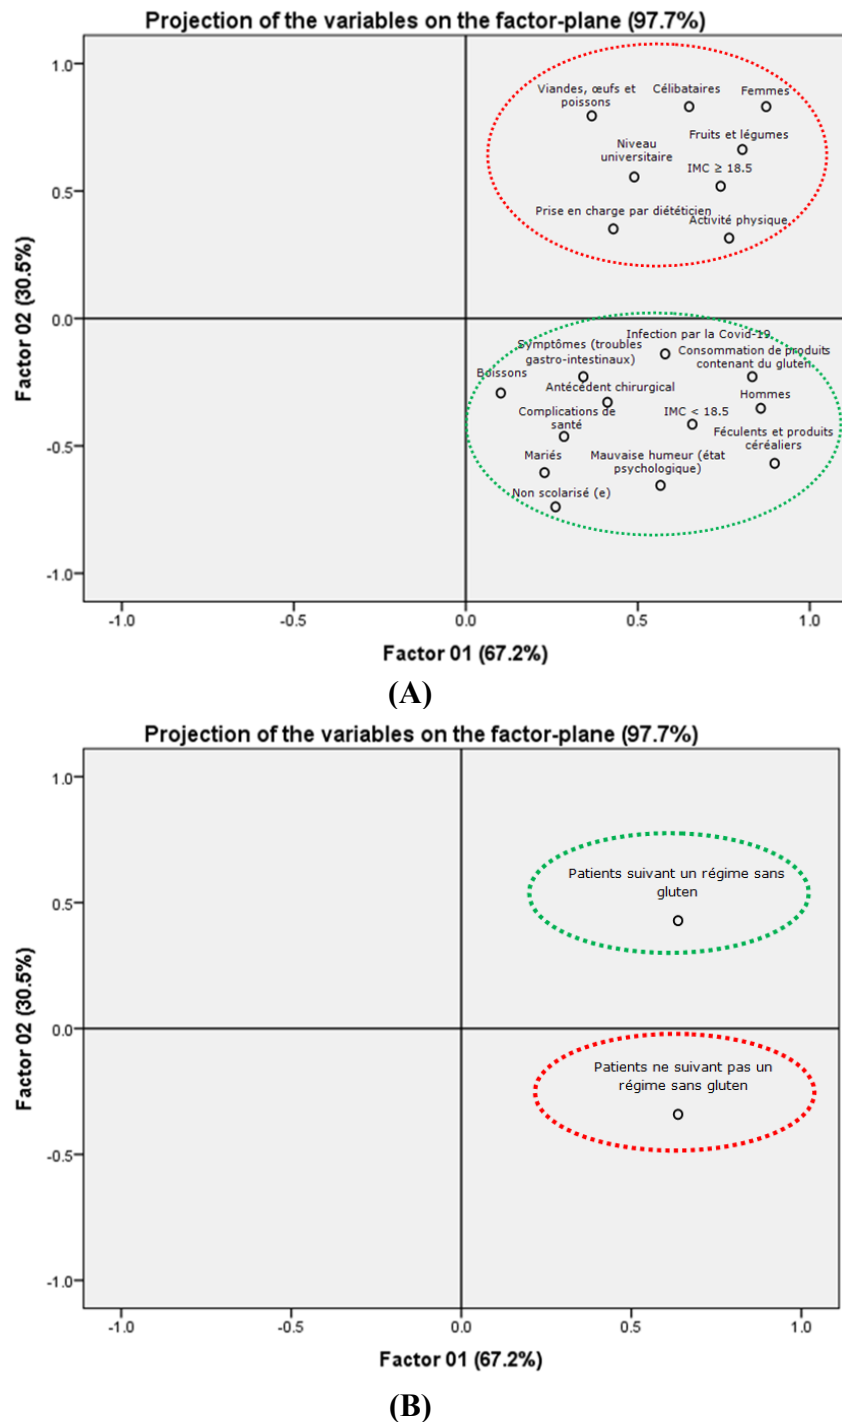 Projection of the variables on the factor-plane (97.7%)
1.0
0.5
0.0
-0.5
-1.0
Factor 02 (30.5%)
Viandes, œufs et
poissons
Célibataires
Femmes
Fruits et légumes
Niveau
universitaire
IMC ≥ 18.5
Prise en charge par diététicien
Activité physique
Infection par la Covid-19
Symptômes (troubles
gastro-intestinaux)
Consommation de produits
contenant du gluten
Boissons
Antécédent chirurgical
Hommes
Complications de
santé
IMC < 18.5
Féculents et produits
céréaliers
Mariés
Mauvaise humeur (état
psychologique)
Non scolarisé (e)
-1.0 -0.5 0.0 0.5 1.0
Factor 01 (67.2%)
(A)
Projection of the variables on the factor-plane (97.7%)
1.0
0.5
0.0
-0.5
-1.0
Factor 02 (30.5%)
Patients suivant un régime sans
gluten
Patients ne suivant pas un
régime sans gluten
-1.0 -0.5 0.0 0.5 1.0
Factor 01 (67.2%)
(B)